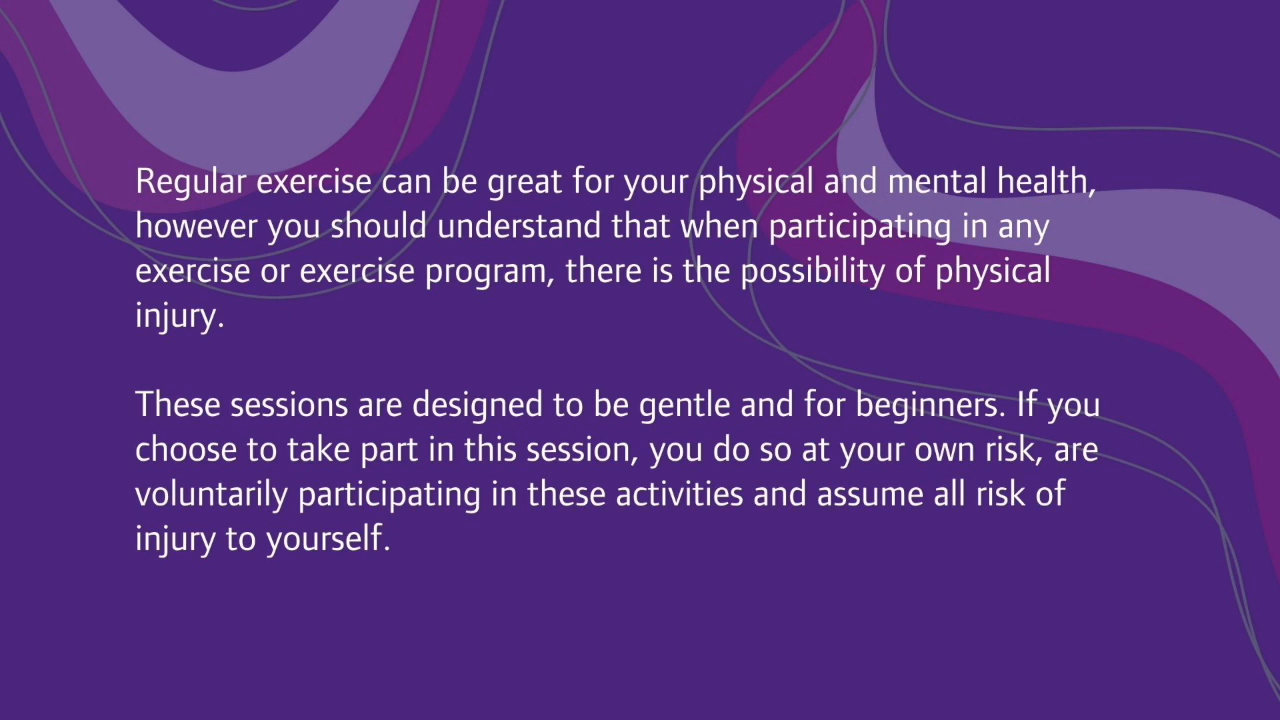 Regular exercise can be great for your physical and mental health,
however you should understand that when participating in any
exercise or exercise program, there is the possibility of physical
injury.
These sessions are designed to be gentle and for beginners. If you
choose to take part in this session, you do so at your own risk, are
voluntarily participating in these activities and assume all risk of
injury to yourself.